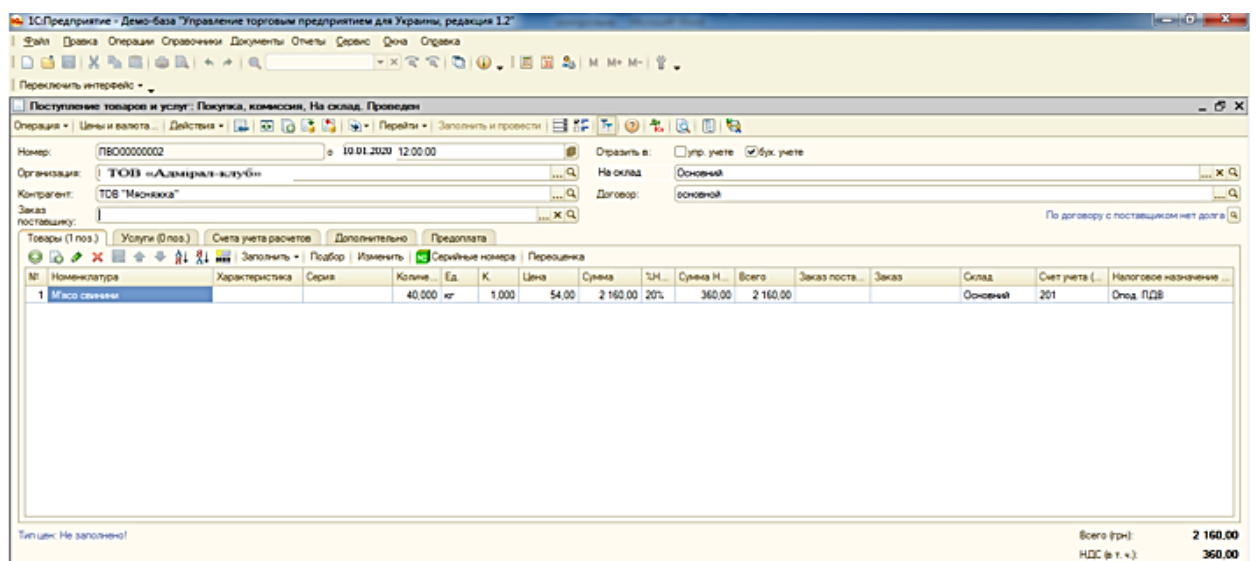 1С:Предприятие - Демо-база "Управление торговым предприятием для Украины, редакция 1.2"
Файл Правка Операции Справочники Документы Отчеты Сервис Окна Справка
M M+ M-
Переключить интерфейс
Поступление товаров и услуг: Покупка, комиссия, На склад. Проведен
Операция Цены и валюта... Действия Перейти Заполнить и провести
Номер: ПВО00000002 о 10.01.2020 12:00:00 Отразить в: упр. учете бух. учете
Организация: ТОВ «Адмірал-клуб» ... На склад Основний ... x
Контрагент: ТОВ "Мясняжка" ... Договор: основной ...
Заказ поставщику: ... x По договору с поставщиком нет долга
Товары (1 поз.) Услуги (0 поз.) Счета учета расчетов Дополнительно Предоплата
Заполнить Подбор Изменить Серийные номера Переоценка
№ Номенклатура Характеристика Серия Количе... Ед. К. Цена Сумма %Н... Сумма Н... Всего Заказ поста... Заказ Склад Счет учета (... Налоговое назначение ...
1 М'ясо свинини 40,000 кг 1,000 54,00 2 160,00 20% 360,00 2 160,00 Основний 201 Опод. ПДВ
Тип цен: Не заполнено! Всего (грн): 2 160,00
НДС (в т. ч.): 360,00